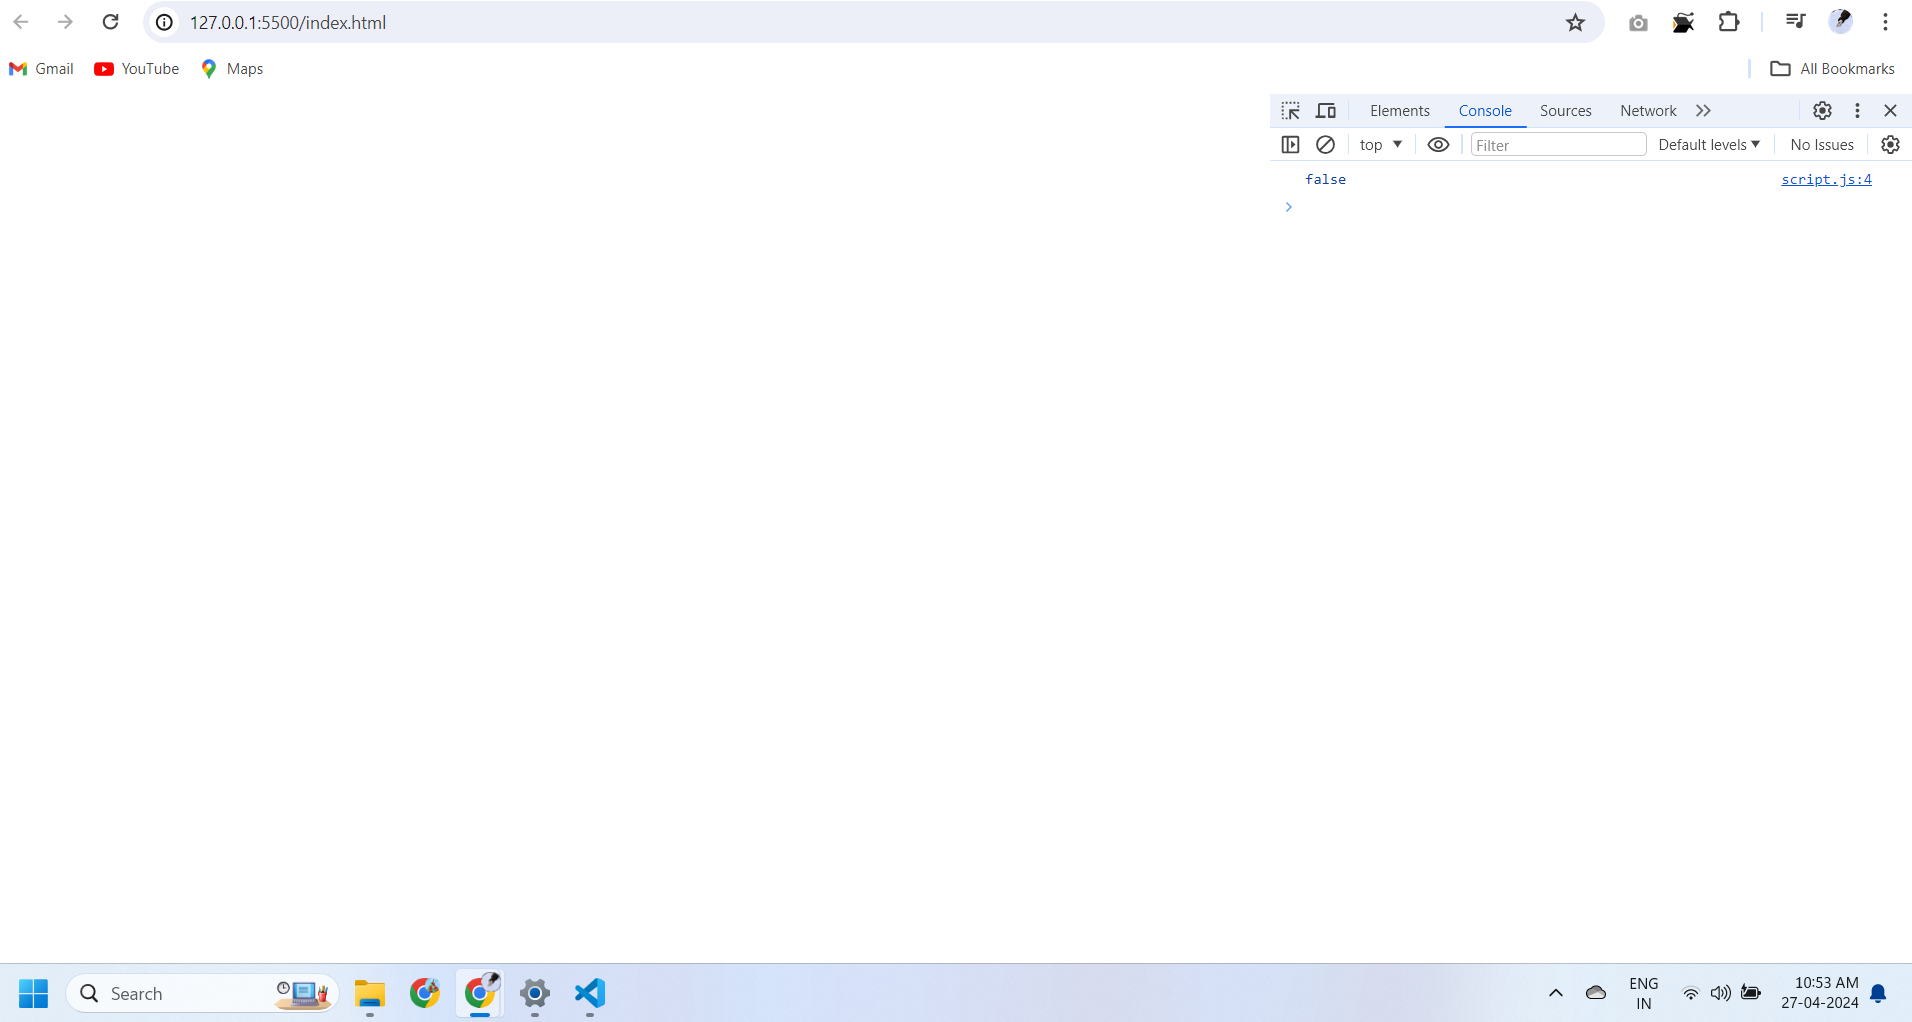 127.0.0.1:5500/index.html
Gmail YouTube Maps All Bookmarks
Elements Console Sources Network
top Filter Default levels No Issues
false script.js:4
Search
ENG 10:53 AM
IN 27-04-2024